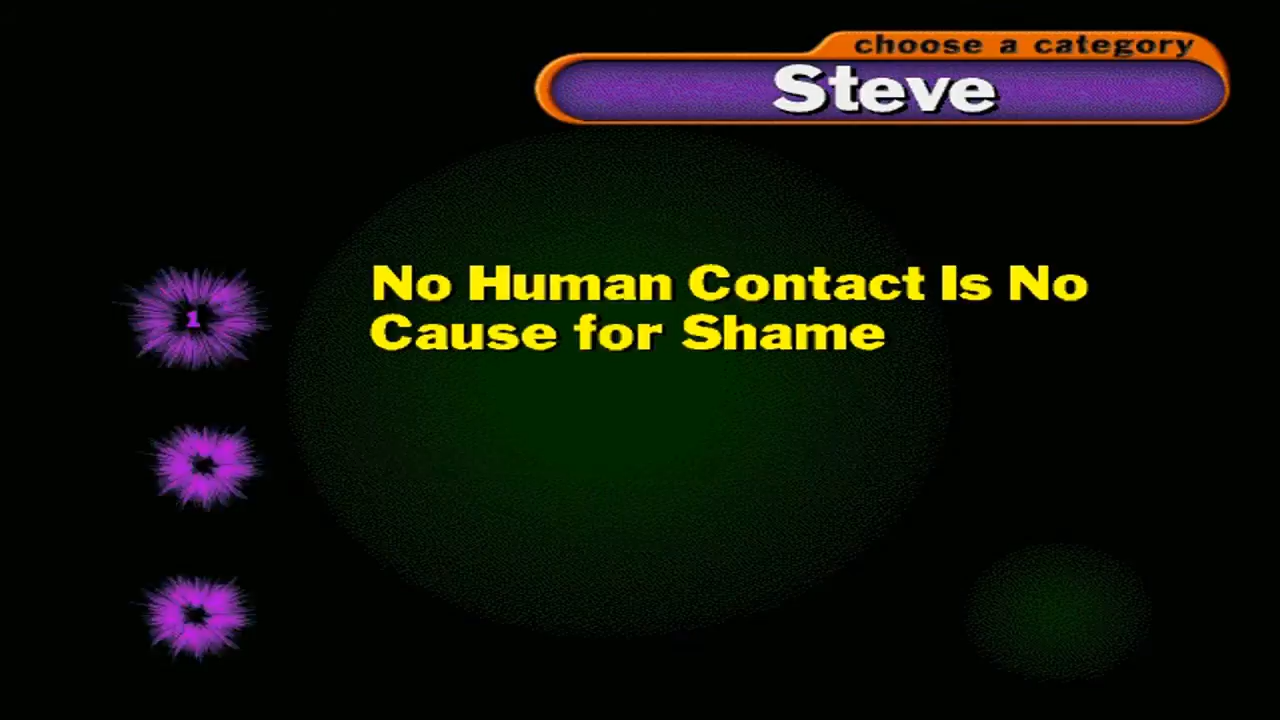 choose a category
Steve
1
No Human Contact Is No
Cause for Shame